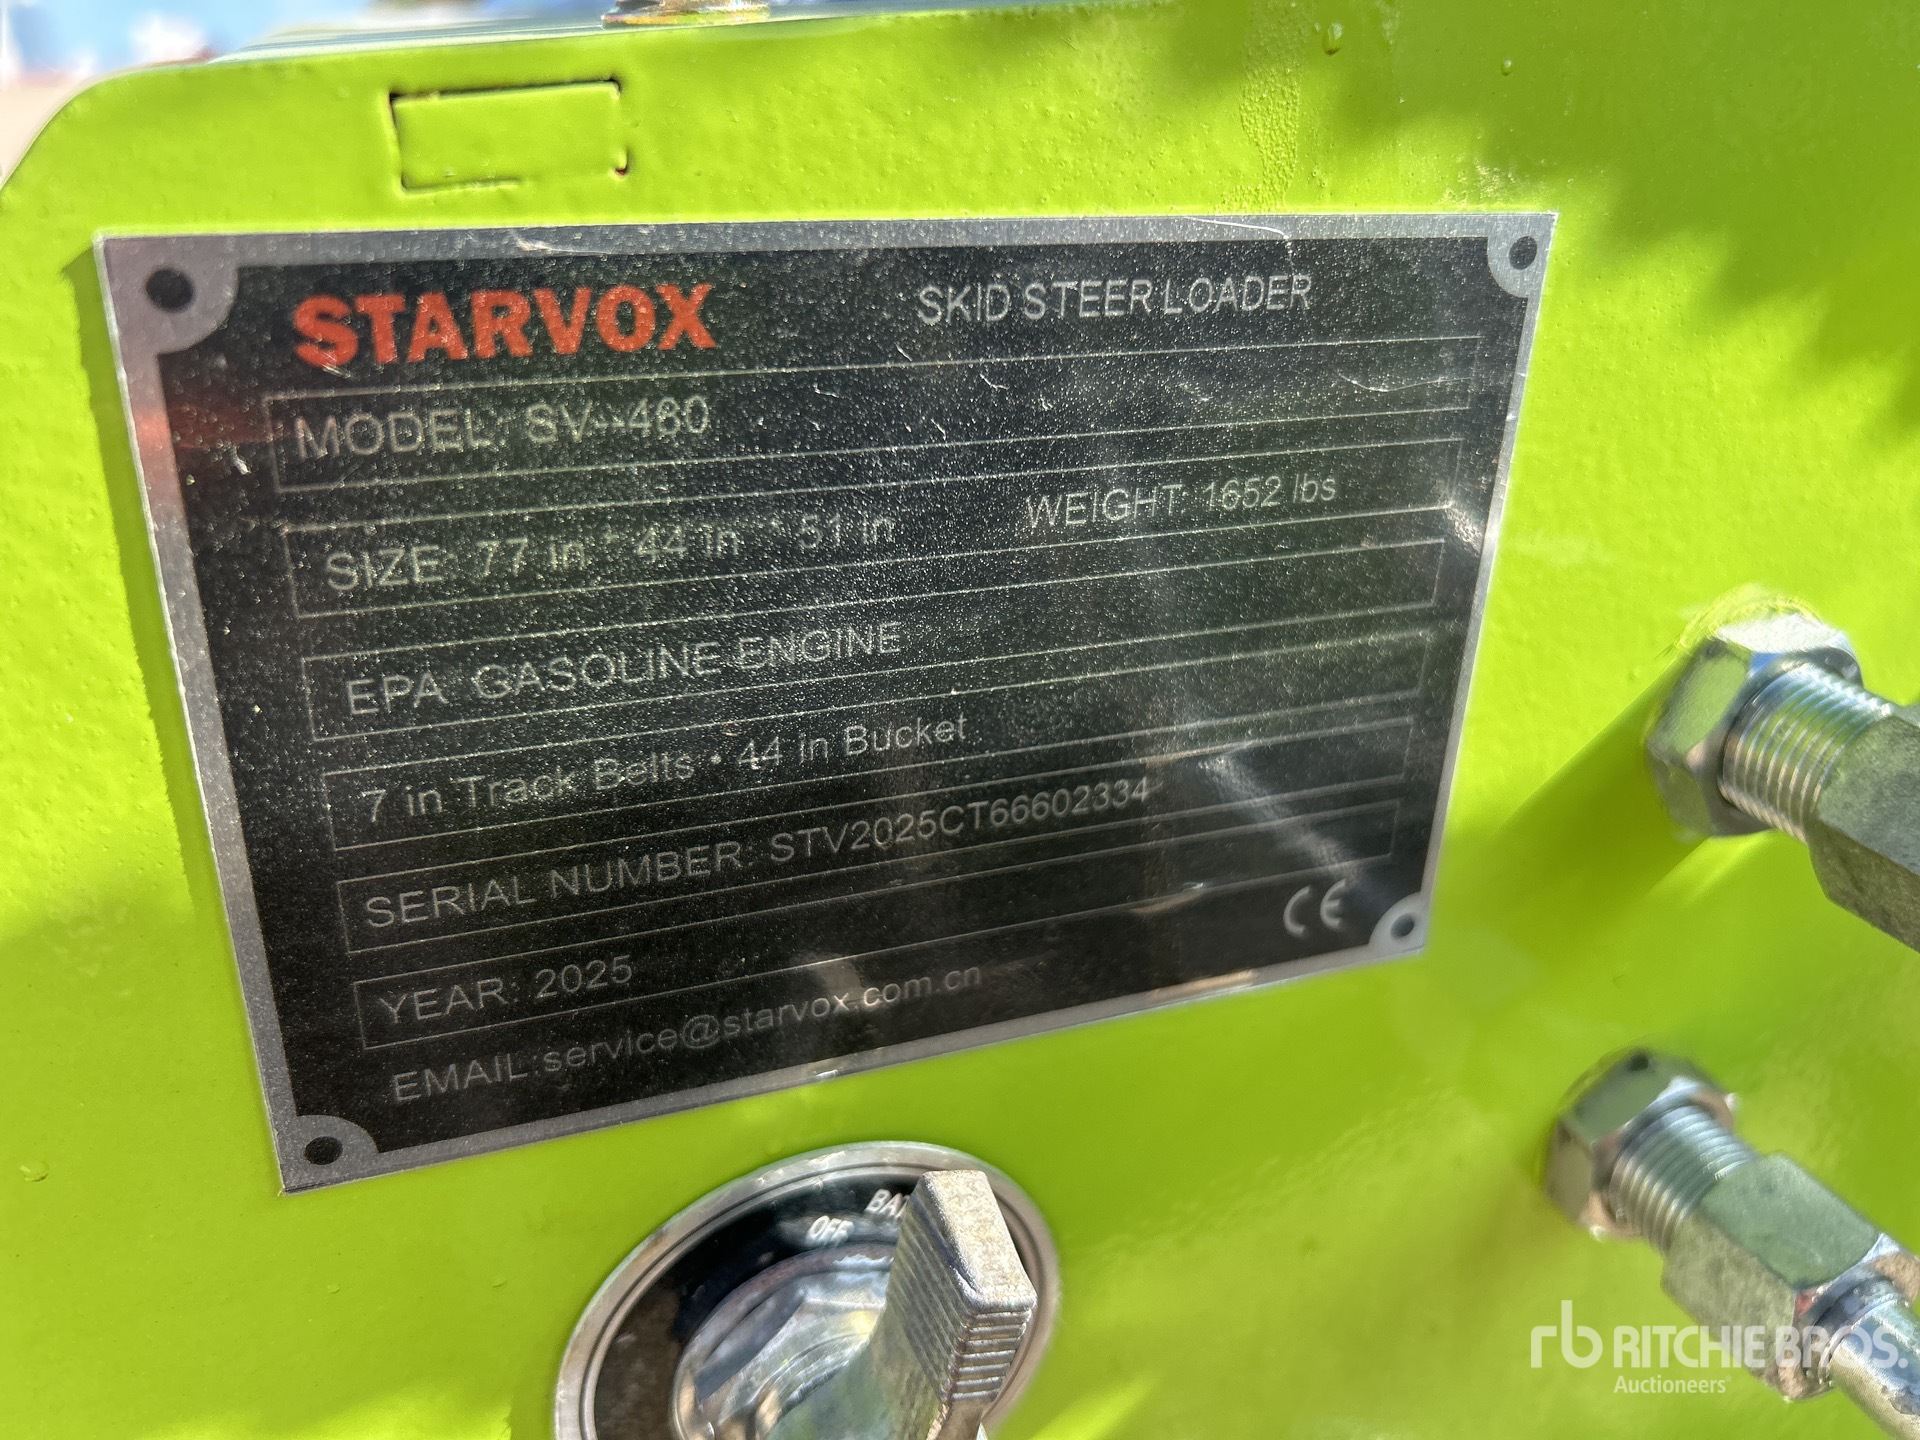 STARVOX SKID STEER LOADER
MODEL: SV--460
SIZE: 77 in * 44 in * 51 in WEIGHT: 1652 lbs
EPA: GASOLINE ENGINE
7 in Track Belts • 44 in Bucket
SERIAL NUMBER: STV2025CT66602334
YEAR: 2025
CE
EMAIL:service@starvox.com.cn
OFF
rb RITCHIE BROS.
Auctioneers